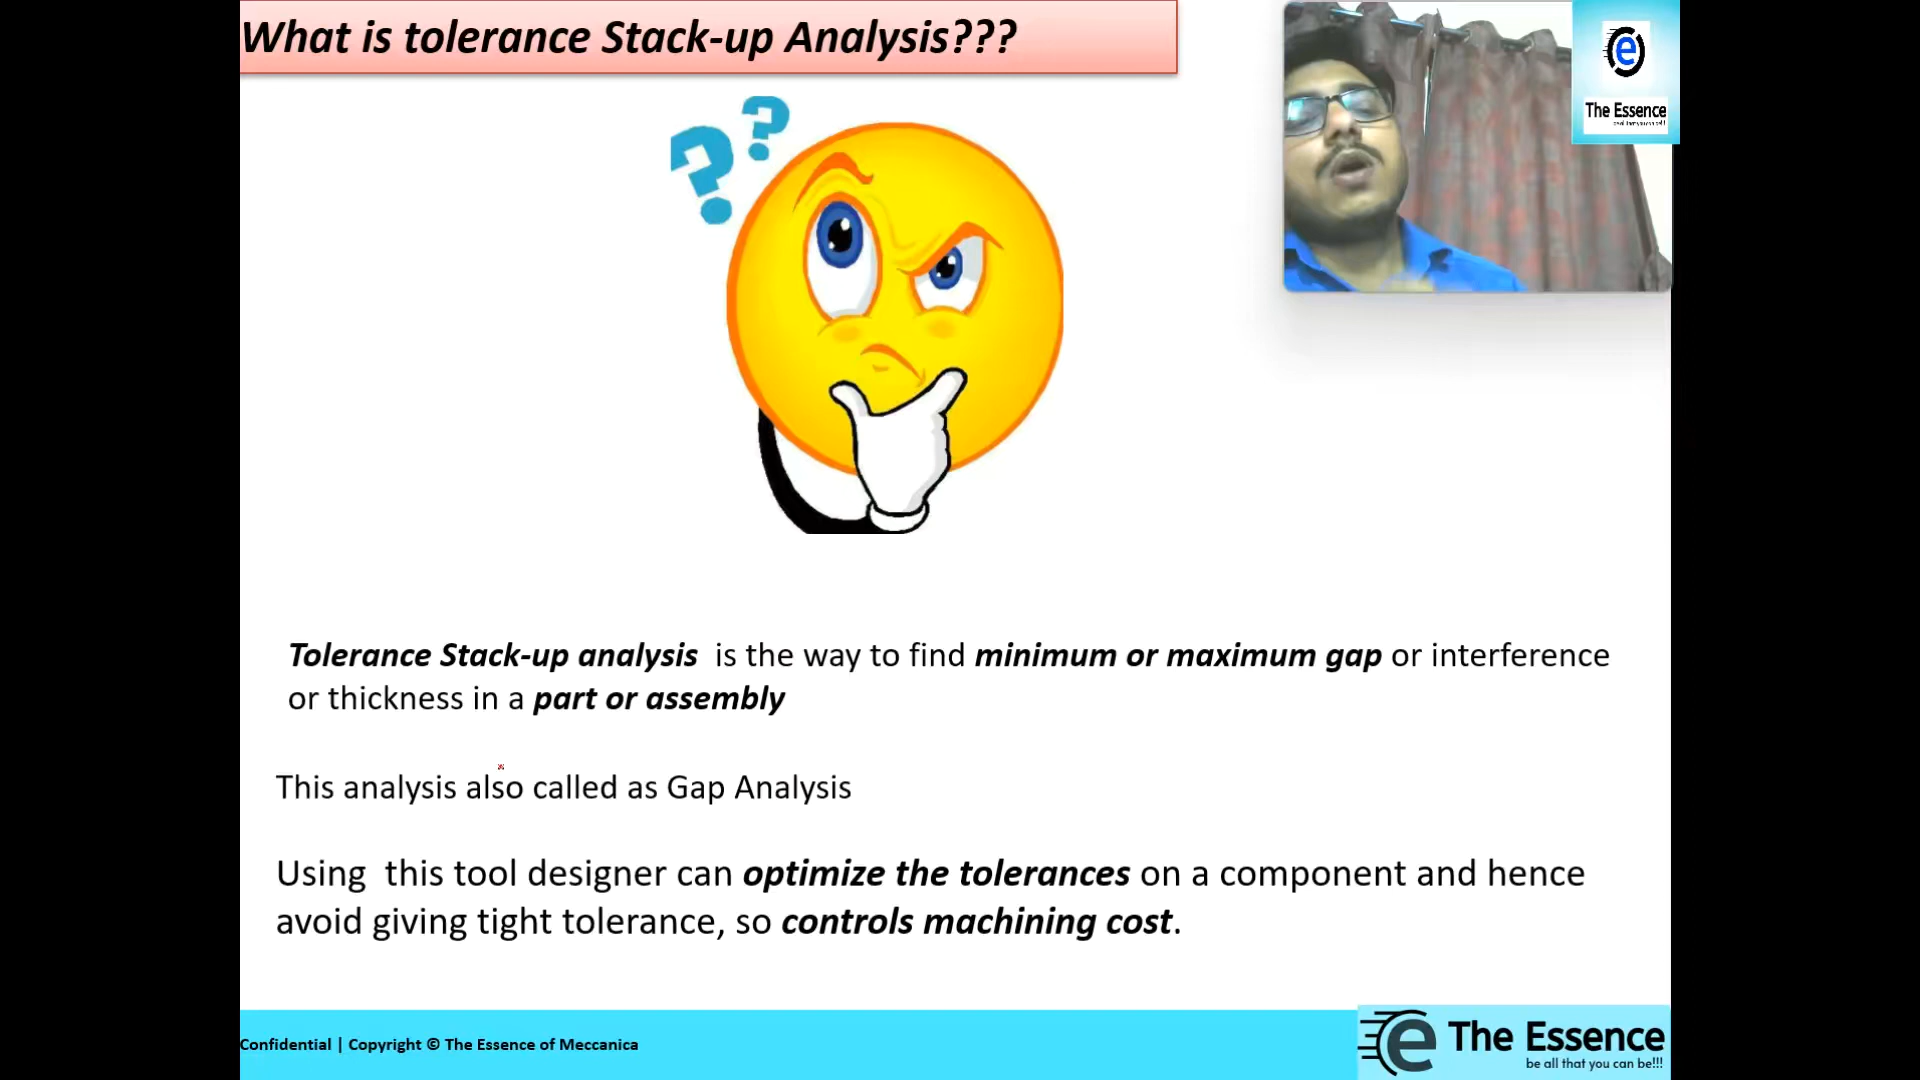 What is tolerance Stack-up Analysis???
The Essence
Tolerance Stack-up analysis is the way to find minimum or maximum gap or interference
or thickness in a part or assembly
This analysis also called as Gap Analysis
Using this tool designer can optimize the tolerances on a component and hence
avoid giving tight tolerance, so controls machining cost.
Confidential | Copyright © The Essence of Meccanica
The Essence
be all that you can be!!!